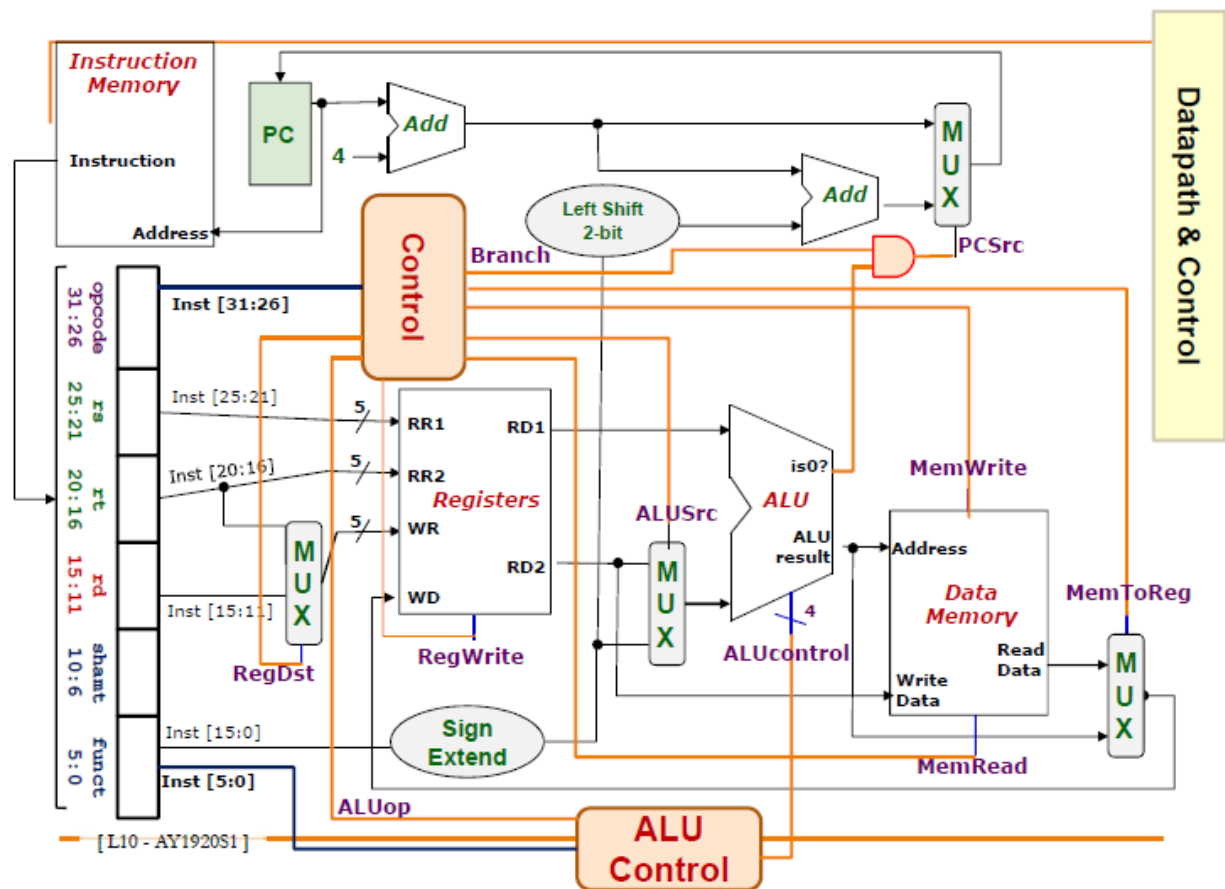 Instruction
Memory
Instruction
Address
PC
4
Add
Left Shift
2-bit
Add
MUX
PCSrc
Datapath & Control
Control
Branch
opcode
31:26
rs
25:21
rt
20:16
rd
15:11
shamt
10:6
funct
5:0
Inst [31:26]
Inst [25:21]
Inst [20:16]
Inst [15:11]
Inst [15:0]
Inst [5:0]
5
5
5
MUX
RegDst
RR1
RR2
WR
WD
Registers
RD1
RD2
RegWrite
Sign
Extend
ALUSrc
MUX
is0?
ALU
ALU
result
4
ALUcontrol
MemWrite
Address
Data
Memory
Read
Data
Write
Data
MemRead
MemToReg
MUX
ALUop
ALU
Control
[ L10 - AY1920S1 ]